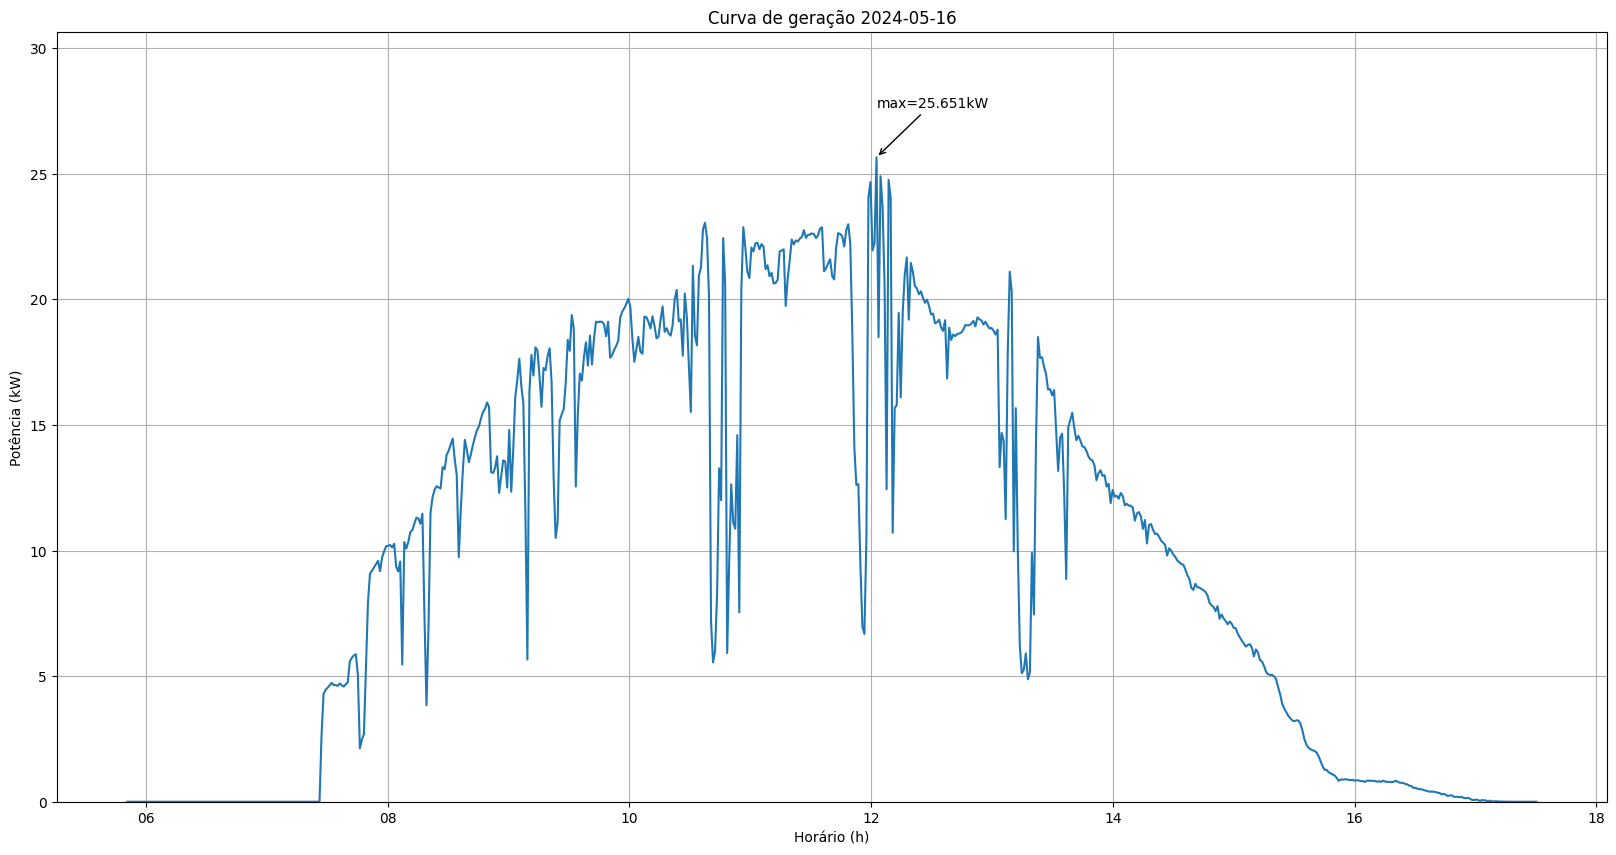 Curva de geração 2024-05-16
30
max=25.651kW
25
20
15
10
5
0
Potência (kW)
06 08 10 12 14 16 18
Horário (h)